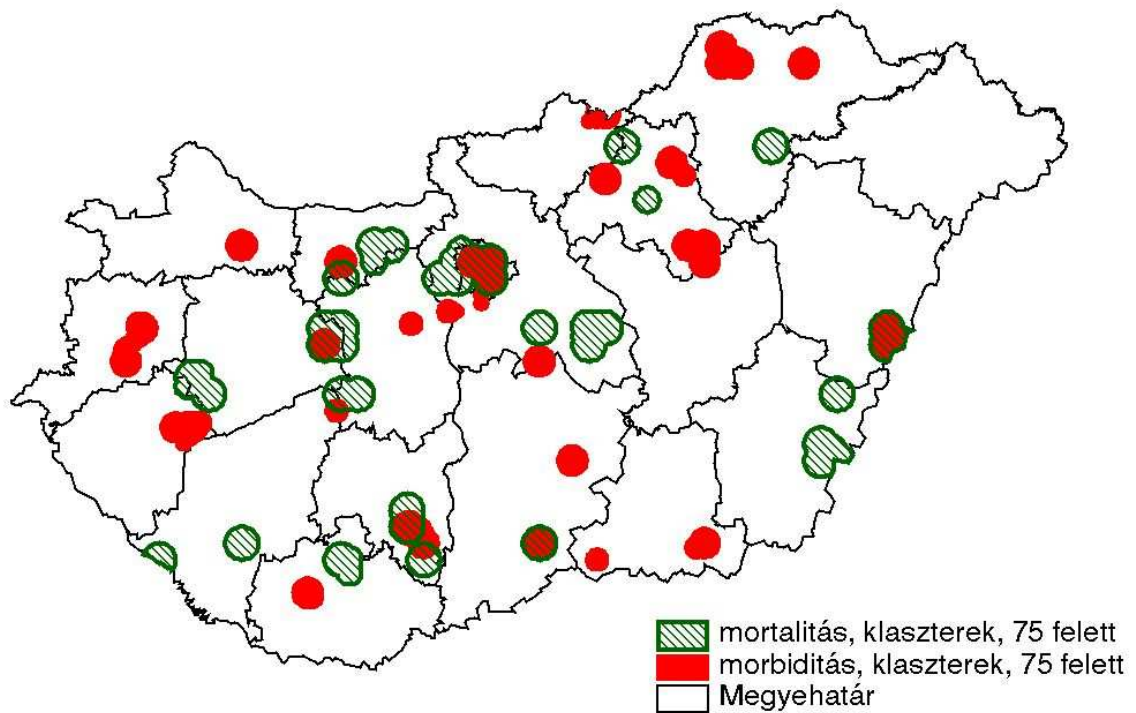 mortalitás, klaszterek, 75 felett
morbiditás, klaszterek, 75 felett
Megyehatár